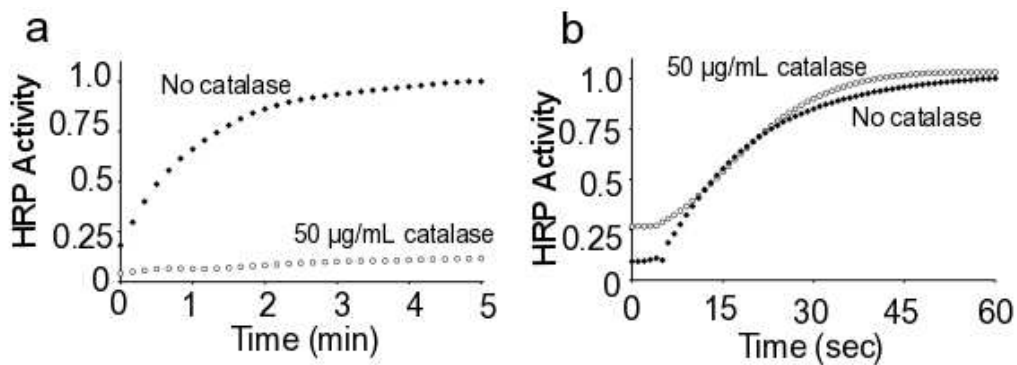 a
HRP Activity
1.0
0.75
0.5
0.25
0
No catalase
50 µg/mL catalase
0 1 2 3 4 5
Time (min)
b
HRP Activity
1.0
0.75
0.5
0.25
0
50 µg/mL catalase
No catalase
0 15 30 45 60
Time (sec)